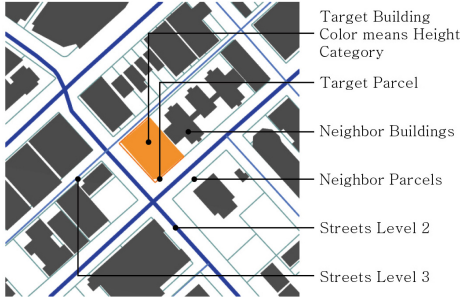 Target Building
Color means Height
Category
Target Parcel
Neighbor Buildings
Neighbor Parcels
Streets Level 2
Streets Level 3